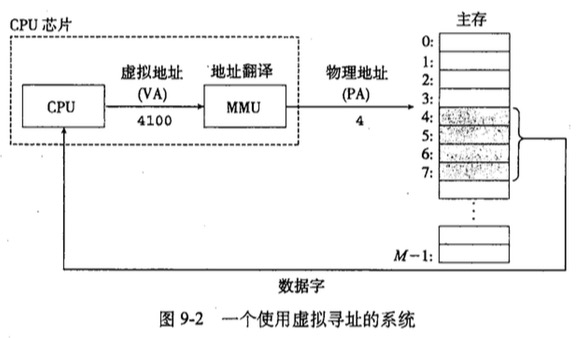 CPU 芯片
主存
虚拟地址
(VA)
地址翻译
物理地址
(PA)
CPU
MMU
4100
4
0:
1:
2:
3:
4:
5:
6:
7:
M−1:
数据字
图 9-2 一个使用虚拟寻址的系统